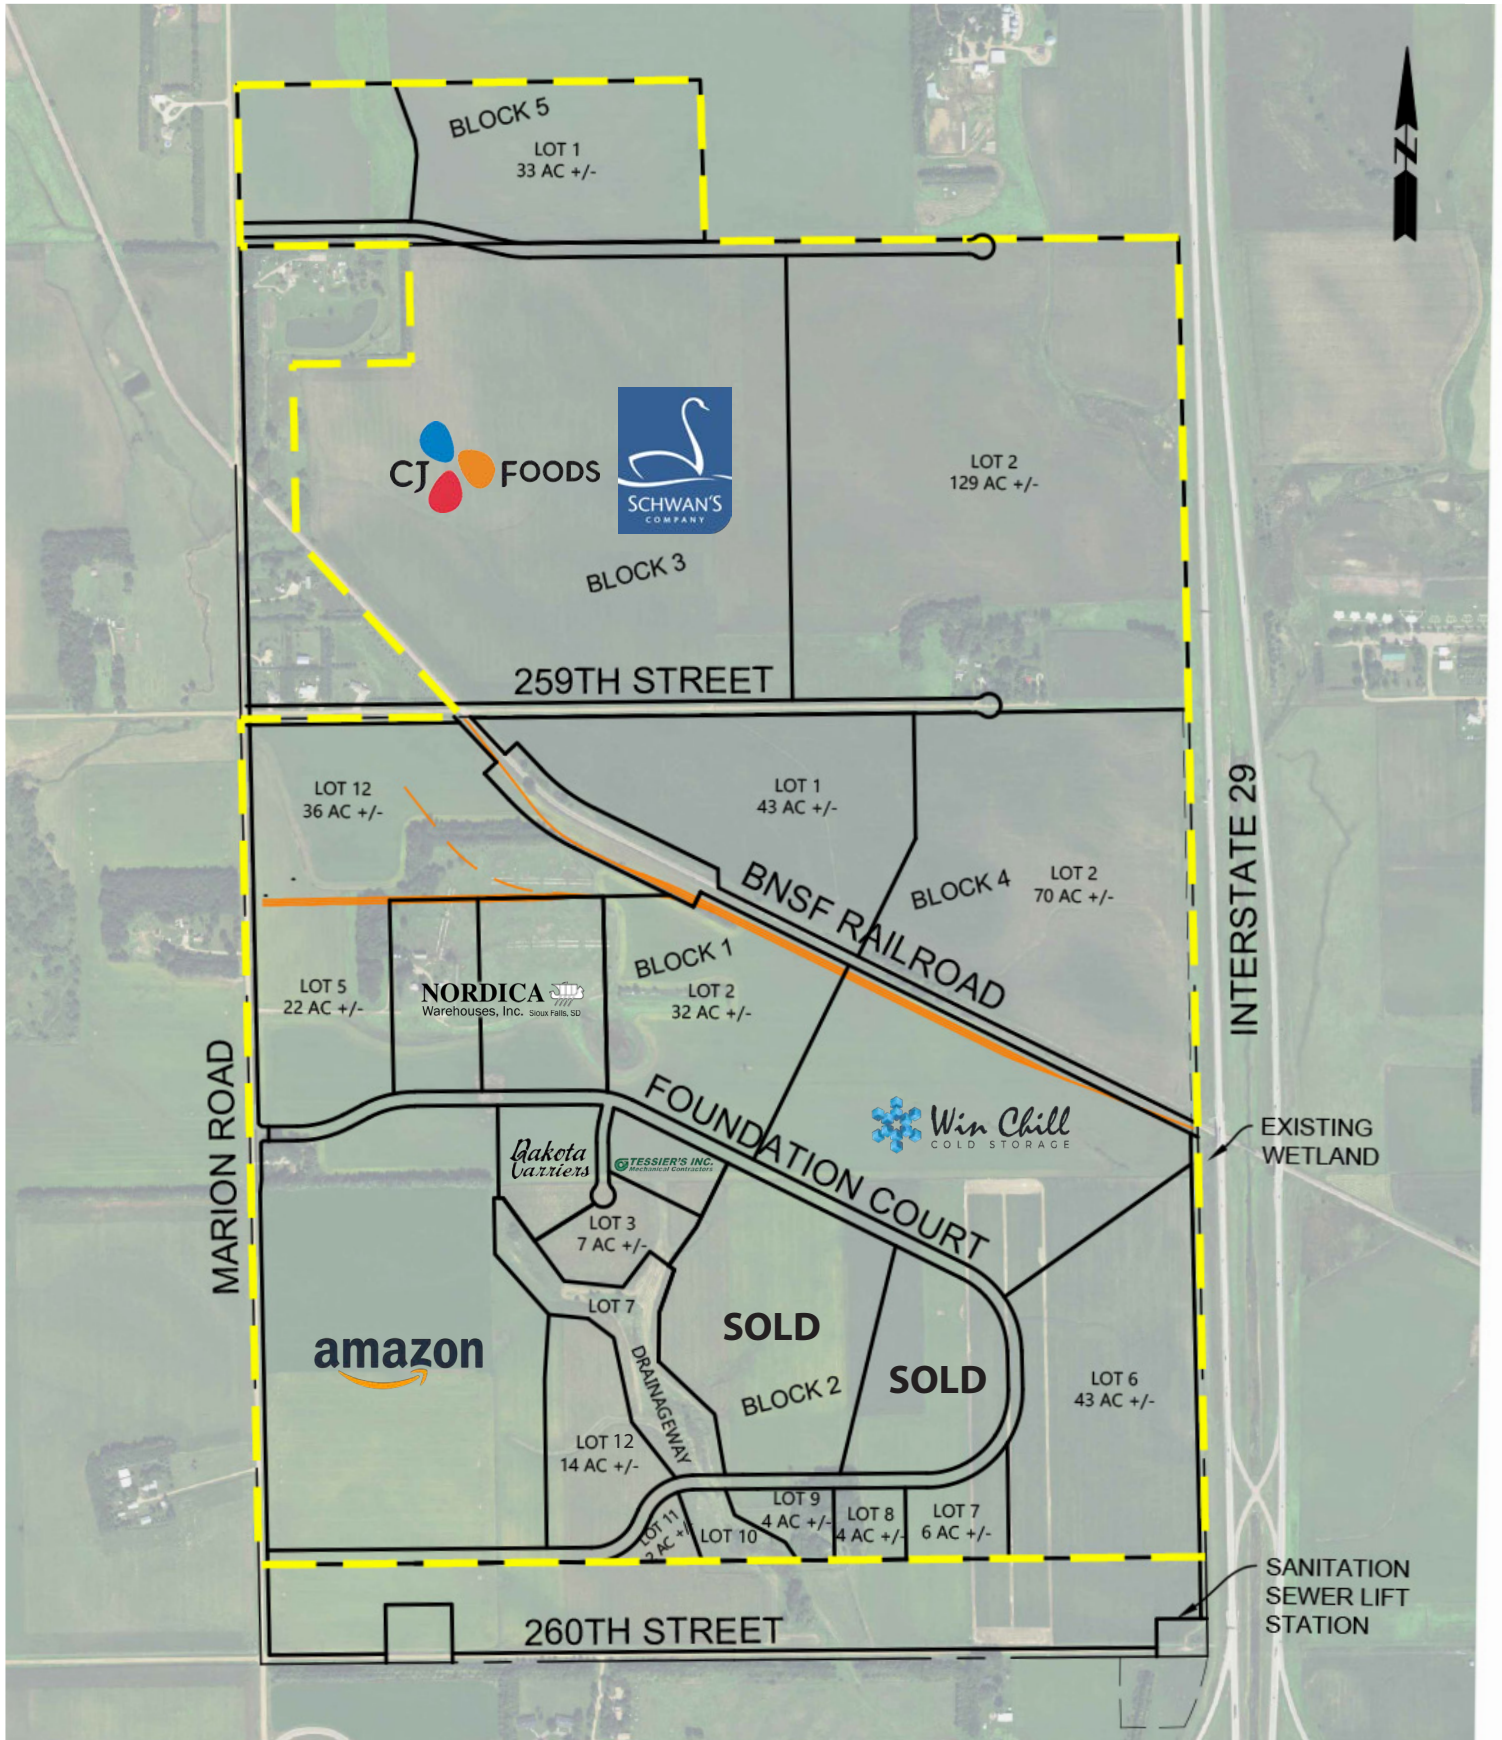 BLOCK 5
LOT 1
33 AC +/-
N
CJ FOODS
SCHWAN'S
COMPANY
LOT 2
129 AC +/-
BLOCK 3
259TH STREET
LOT 12
36 AC +/-
LOT 1
43 AC +/-
BLOCK 4
LOT 2
70 AC +/-
BNSF RAILROAD
INTERSTATE 29
BLOCK 1
LOT 2
32 AC +/-
LOT 5
22 AC +/-
NORDICA
Warehouses, Inc. Sioux Falls, SD
MARION ROAD
FOUNDATION COURT
Win Chill
COLD STORAGE
EXISTING
WETLAND
Dakota
Carriers
TESSIER'S INC.
Mechanical Contractors
LOT 3
7 AC +/-
LOT 7
DRAINAGEWAY
amazon
SOLD
BLOCK 2
SOLD
LOT 6
43 AC +/-
LOT 12
14 AC +/-
LOT 11
2 AC +/-
LOT 10
LOT 9
4 AC +/-
LOT 8
4 AC +/-
LOT 7
6 AC +/-
260TH STREET
SANITATION
SEWER LIFT
STATION